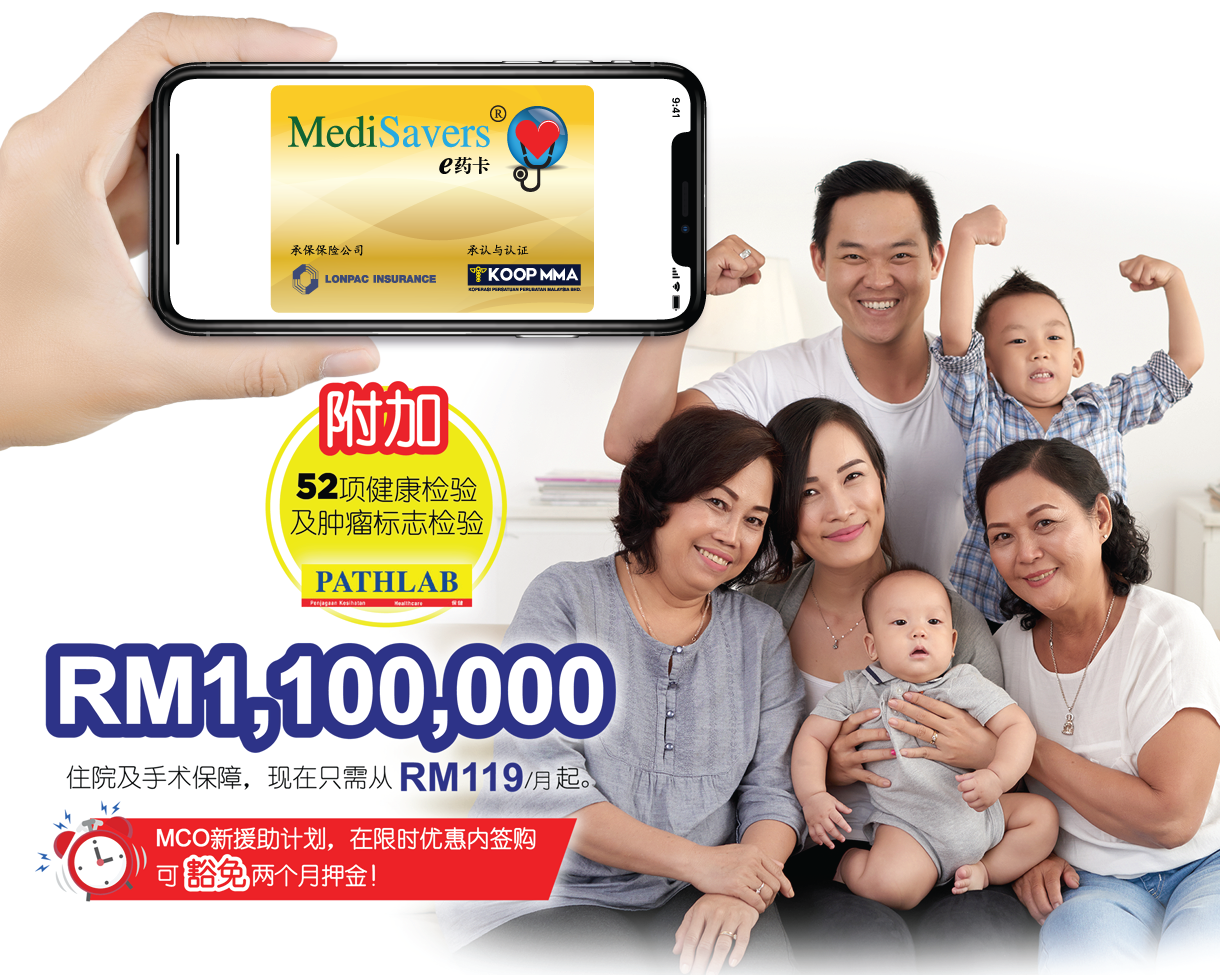 9:41
MediSavers®
e药卡
承保保险公司
LONPAC INSURANCE
承认与认证
KOOP MMA
KOPERASI PERSATUAN PERUBATAN MALAYSIA BHD.
附加
52项健康检验
及肿瘤标志检验
PATHLAB
Penjagaan Kesihatan Healthcare 保健
RM1,100,000
住院及手术保障，现在只需从 RM119/月起。
MCO新援助计划，在限时优惠内签购
可 豁免 两个月押金！